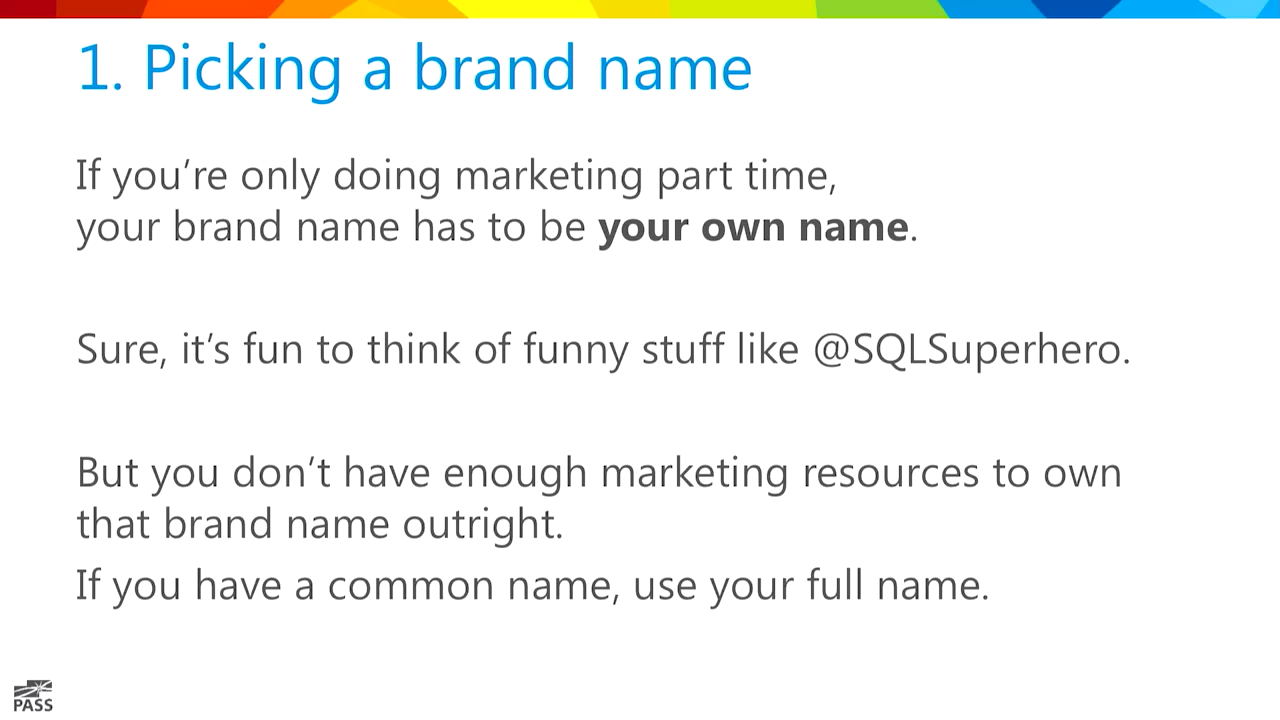 1. Picking a brand name
If you’re only doing marketing part time,
your brand name has to be your own name.
Sure, it’s fun to think of funny stuff like @SQLSuperhero.
But you don’t have enough marketing resources to own
that brand name outright.
If you have a common name, use your full name.
PASS